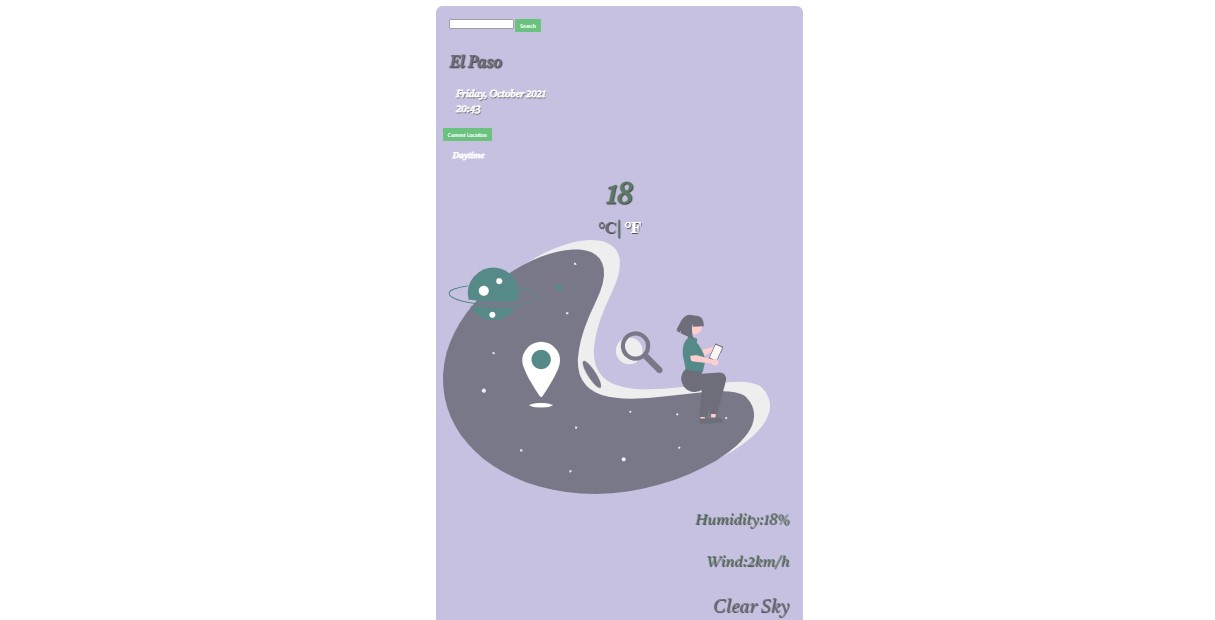 Search
El Paso
Friday, October 2021
20:43
Current Location
Daytime
18
°C| °F
Humidity:18%
Wind:2km/h
Clear Sky